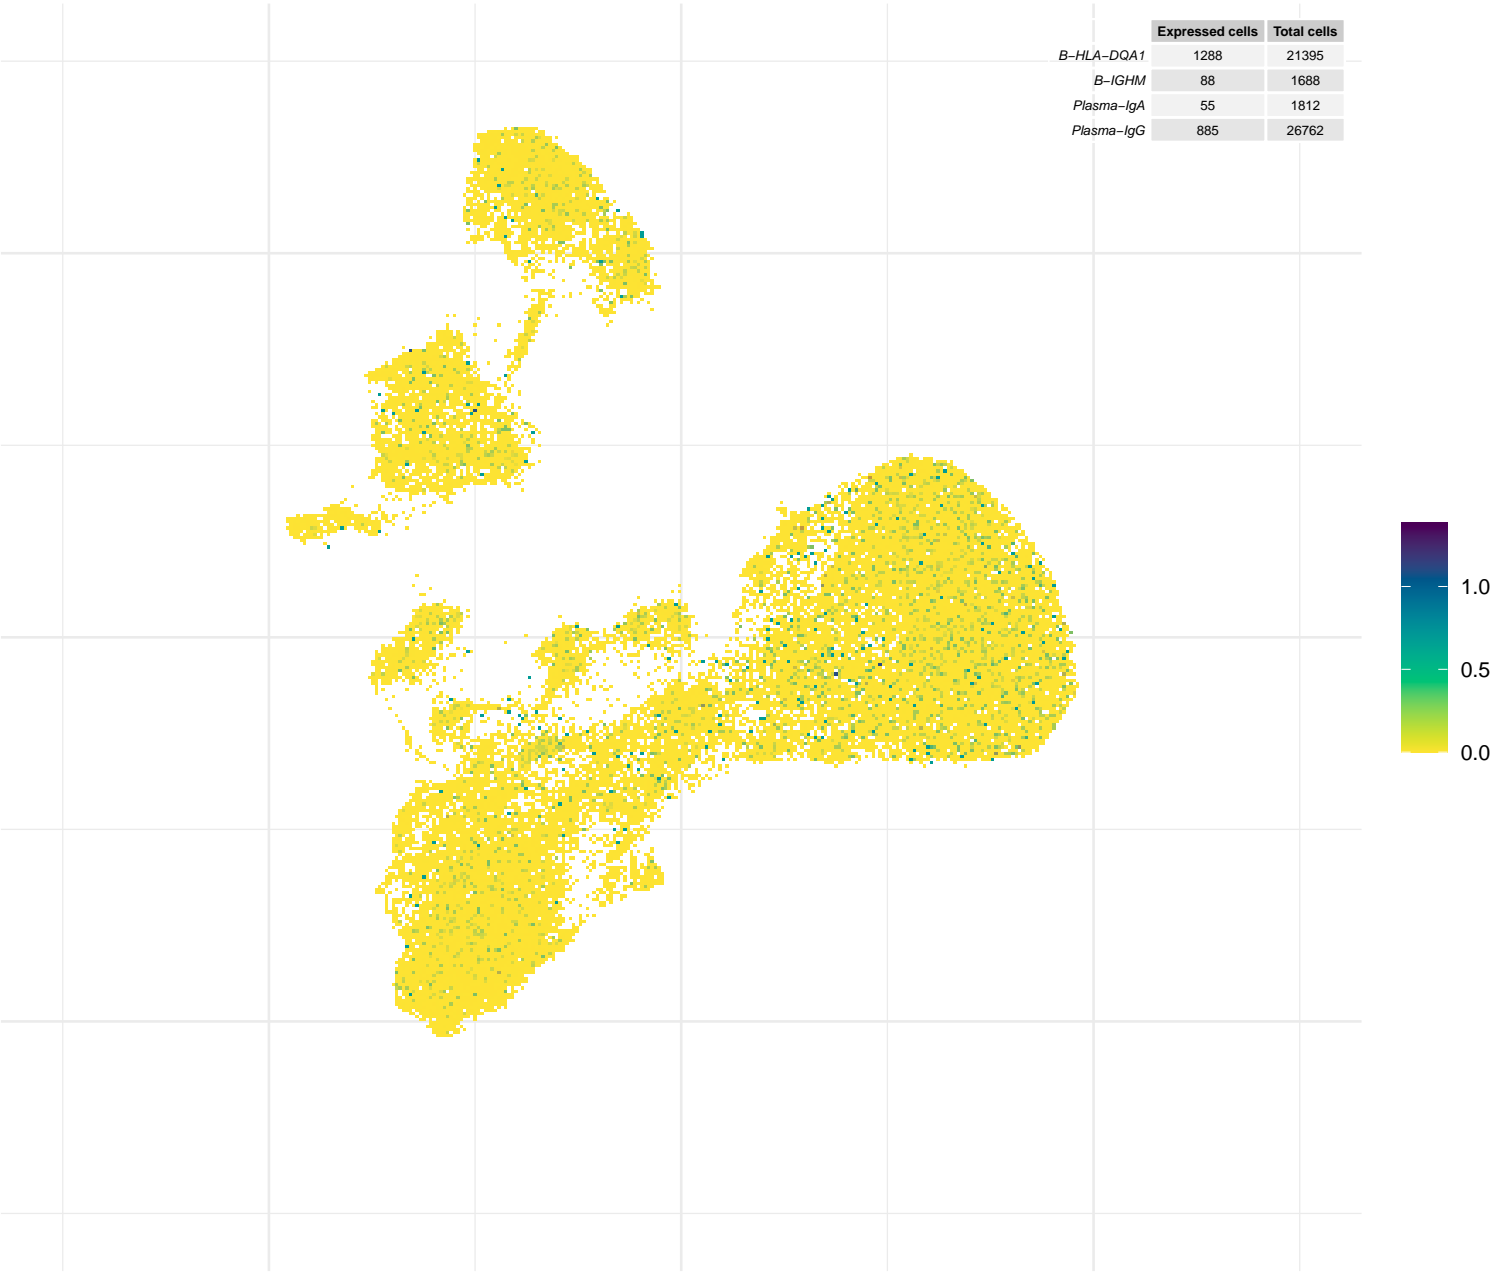 Expressed cells Total cells
B−HLA−DQA1 1288 21395
B−IGHM 88 1688
Plasma−IgA 55 1812
Plasma−IgG 885 26762
1.0
0.5
0.0